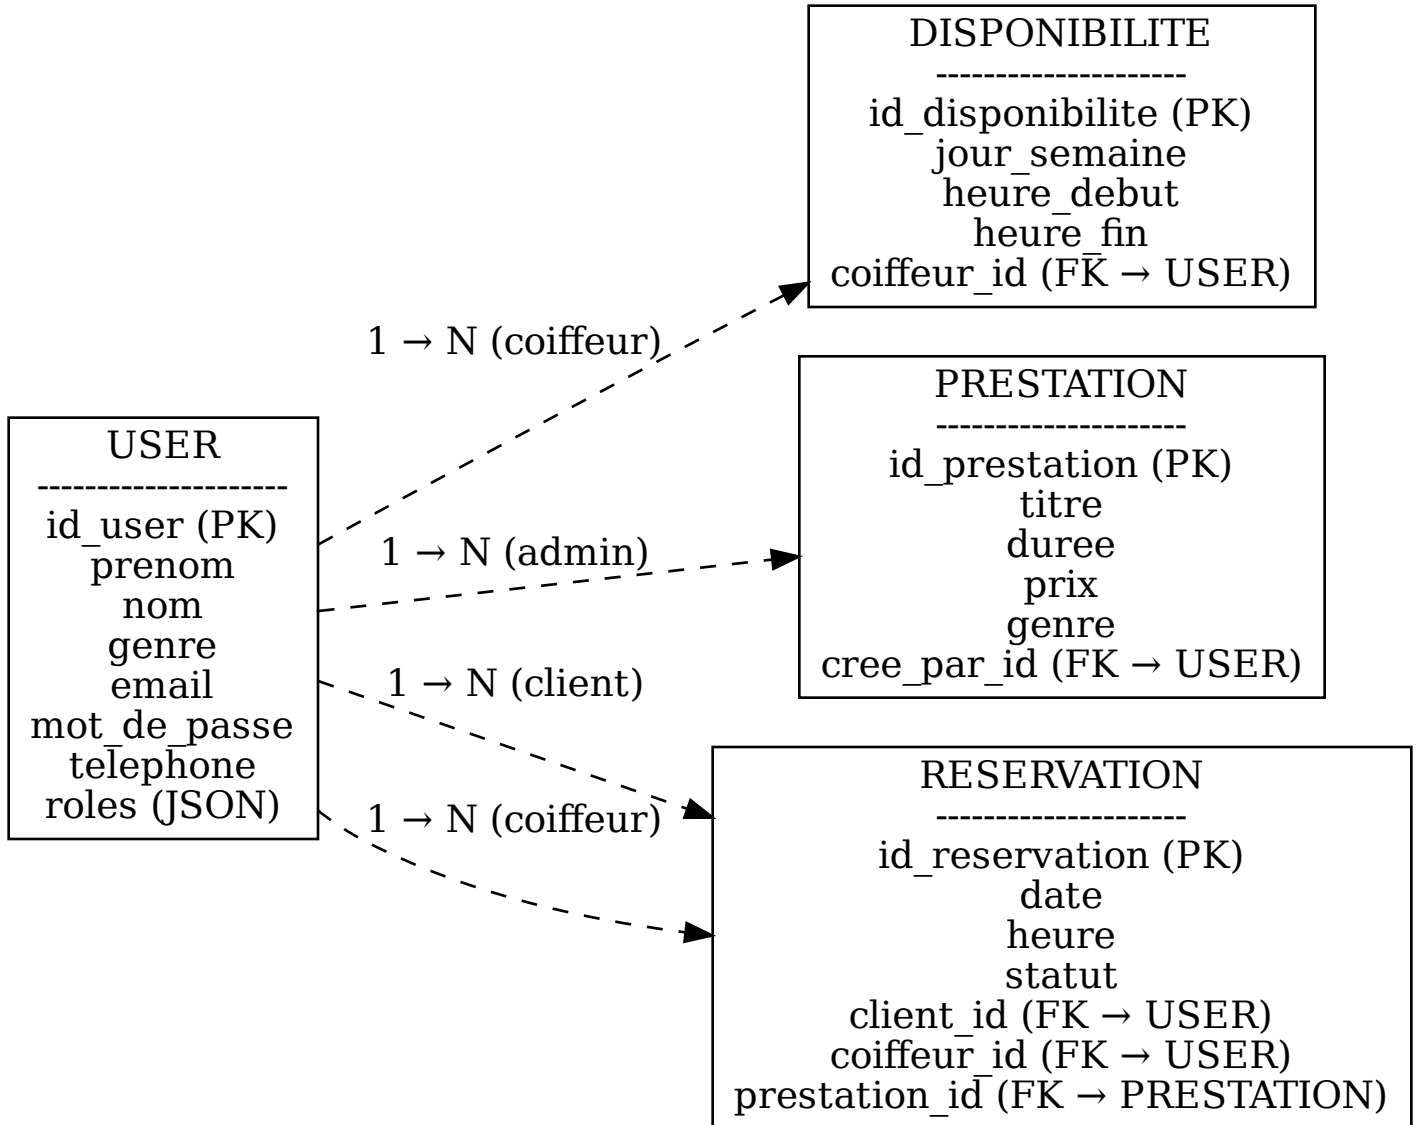 DISPONIBILITE
---------------------
id_disponibilite (PK)
jour_semaine
heure_debut
heure_fin
coiffeur_id (FK → USER)
1 → N (coiffeur)
PRESTATION
---------------------
id_prestation (PK)
titre
duree
prix
genre
cree_par_id (FK → USER)
USER
---------------------
id_user (PK)
prenom
nom
genre
email
mot_de_passe
telephone
roles (JSON)
1 → N (admin)
1 → N (client)
1 → N (coiffeur)
RESERVATION
---------------------
id_reservation (PK)
date
heure
statut
client_id (FK → USER)
coiffeur_id (FK → USER)
prestation_id (FK → PRESTATION)